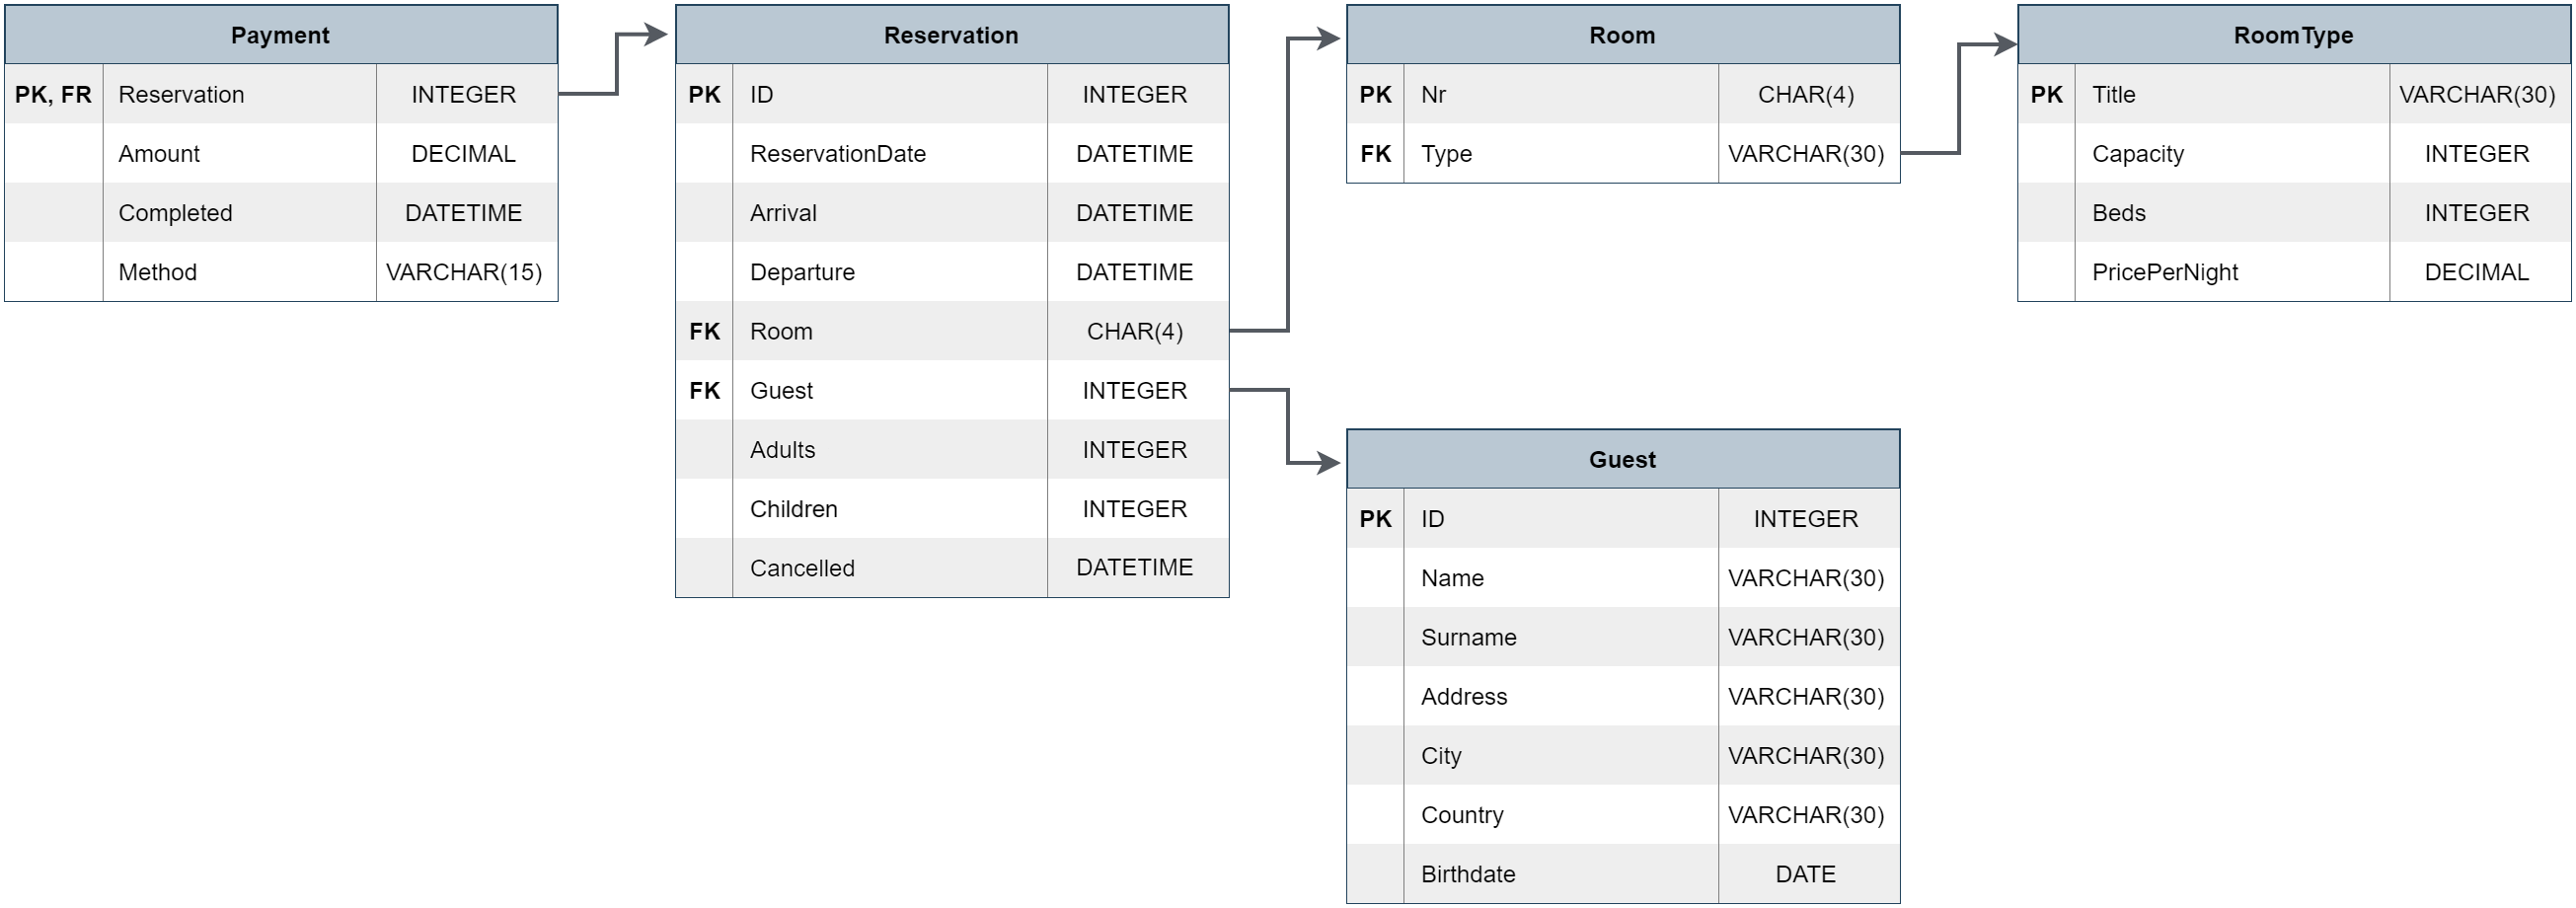 Payment
PK, FR Reservation INTEGER
Amount DECIMAL
Completed DATETIME
Method VARCHAR(15)
Reservation
PK ID INTEGER
ReservationDate DATETIME
Arrival DATETIME
Departure DATETIME
FK Room CHAR(4)
FK Guest INTEGER
Adults INTEGER
Children INTEGER
Cancelled DATETIME
Room
PK Nr CHAR(4)
FK Type VARCHAR(30)
RoomType
PK Title VARCHAR(30)
Capacity INTEGER
Beds INTEGER
PricePerNight DECIMAL
Guest
PK ID INTEGER
Name VARCHAR(30)
Surname VARCHAR(30)
Address VARCHAR(30)
City VARCHAR(30)
Country VARCHAR(30)
Birthdate DATE